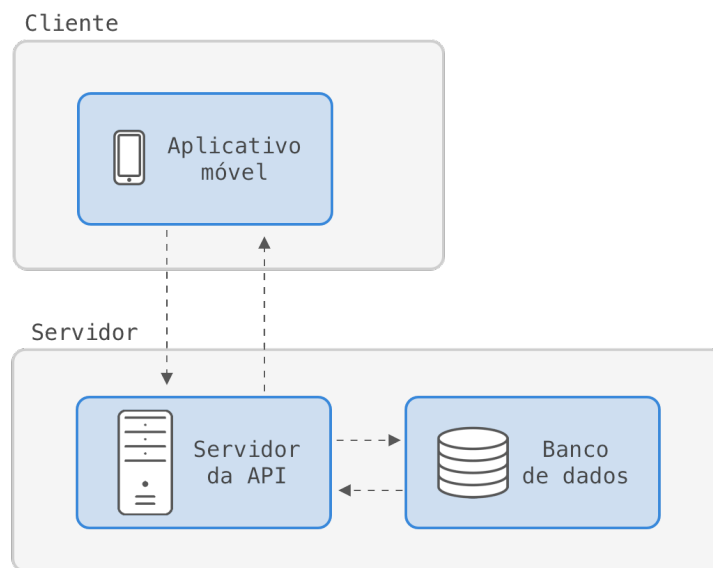 Cliente
Aplicativo
móvel
Servidor
Servidor
da API
Banco
de dados